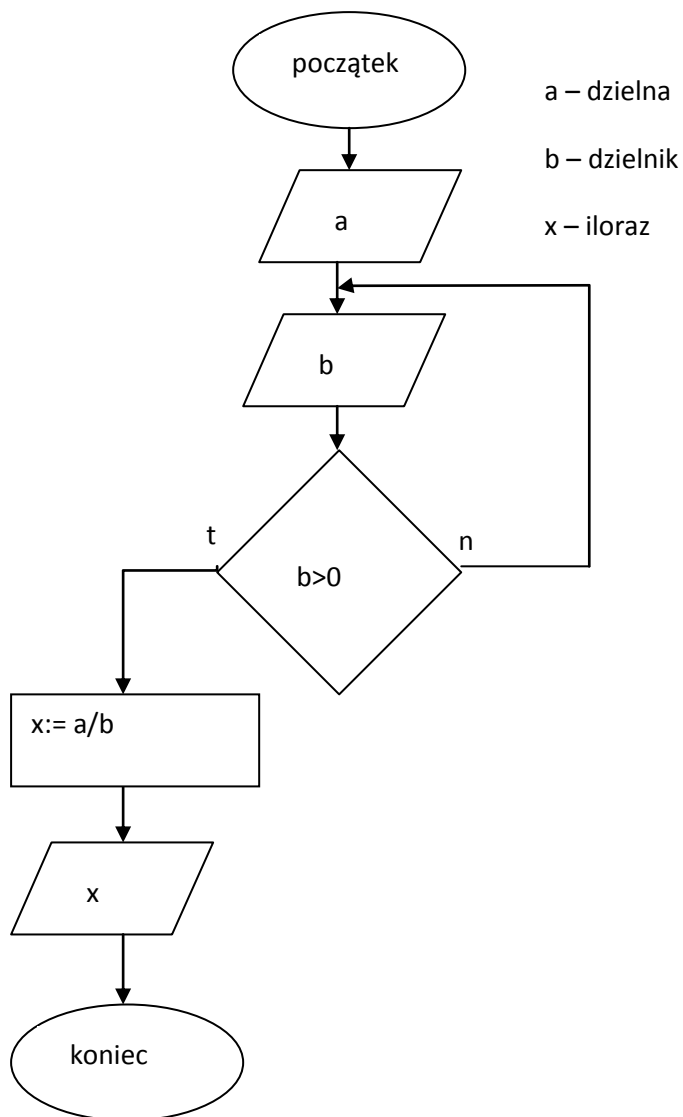 początek
a – dzielna
b – dzielnik
a
x – iloraz
b
t
n
b>0
x:= a/b
x
koniec